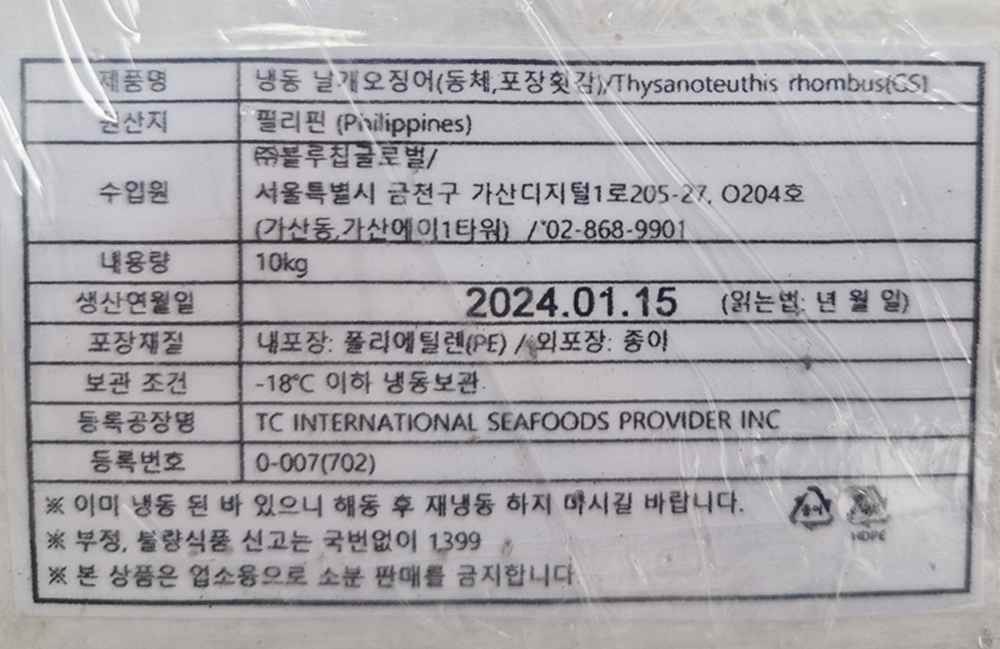 제품명 냉동 날개오징어(동체,포장횟감)/Thysanoteuthis rhombus(GS)
원산지 필리핀 (Philippines)
㈜블루칩글로벌/
수입원 서울특별시 금천구 가산디지털1로205-27, O204호
(가산동,가산에이1타워) / 02-868-9901
내용량 10kg
생산연월일 2024.01.15 (읽는법: 년 월 일)
포장재질 내포장: 폴리에틸렌(PE) / 외포장: 종이
보관 조건 -18℃ 이하 냉동보관.
등록공장명 TC INTERNATIONAL SEAFOODS PROVIDER INC
등록번호 0-007(702)
※ 이미 냉동 된 바 있으니 해동 후 재냉동 하지 마시길 바랍니다.
※ 부정, 불량식품 신고는 국번없이 1399
※ 본 상품은 업소용으로 소분 판매를 금지합니다
HDPE